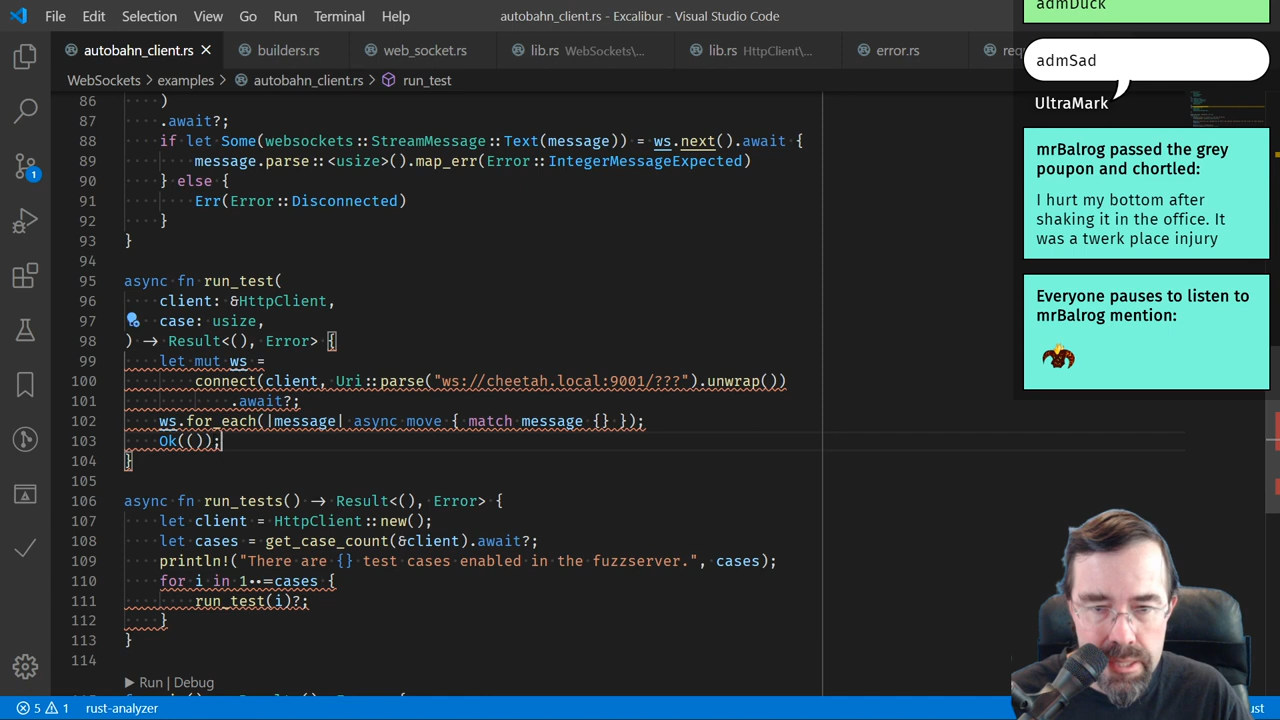 File Edit Selection View Go Run Terminal Help autobahn_client.rs - Excalibur - Visual Studio Code
autobahn_client.rs builders.rs web_socket.rs lib.rs WebSockets\... lib.rs HttpClient\... error.rs
WebSockets > examples > autobahn_client.rs > run_test
86 )
87 .await?;
88 if let Some(websockets::StreamMessage::Text(message)) = ws.next().await {
89 message.parse::<usize>().map_err(Error::IntegerMessageExpected)
90 } else {
91 Err(Error::Disconnected)
92 }
93 }
94
95 async fn run_test(
96 client: &HttpClient,
97 case: usize,
98 ) -> Result<(), Error> {
99 let mut ws =
100 connect(client, Uri::parse("ws://cheetah.local:9001/???").unwrap())
101 .await?;
102 ws.for_each(|message| async move { match message {} });
103 Ok(());
104 }
105
106 async fn run_tests() -> Result<(), Error> {
107 let client = HttpClient::new();
108 let cases = get_case_count(&client).await?;
109 println!("There are {} test cases enabled in the fuzzserver.", cases);
110 for i in 1..=cases {
111 run_test(i)?;
112 }
113 }
114
Run | Debug
5 1 rust-analyzer
1
admDuck
admSad
UltraMark
mrBalrog passed the grey
poupon and chortled:
I hurt my bottom after
shaking it in the office. It
was a twerk place injury
Everyone pauses to listen to
mrBalrog mention: